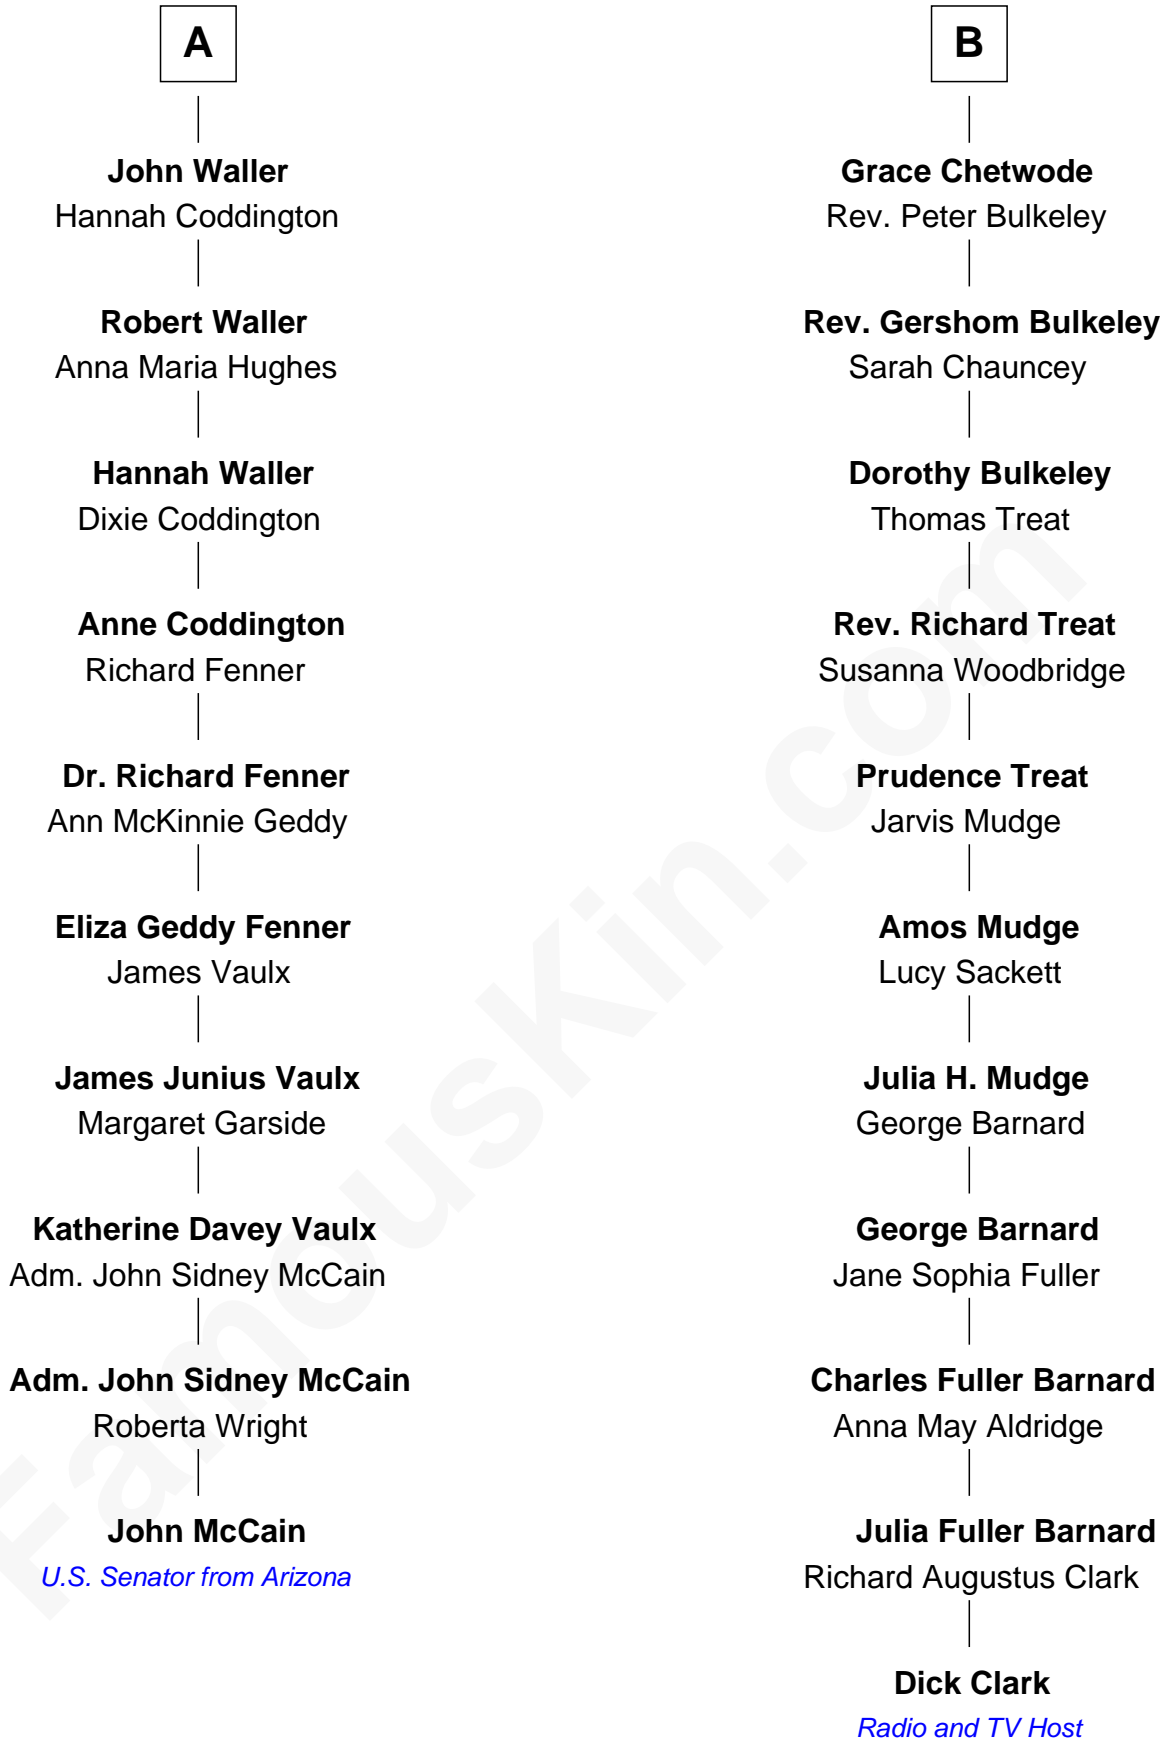 A
John Waller
Hannah Coddington
Robert Waller
Anna Maria Hughes
Hannah Waller
Dixie Coddington
Anne Coddington
Richard Fenner
Dr. Richard Fenner
Ann McKinnie Geddy
Eliza Geddy Fenner
James Vaulx
James Junius Vaulx
Margaret Garside
Katherine Davey Vaulx
Adm. John Sidney McCain
Adm. John Sidney McCain
Roberta Wright
John McCain
U.S. Senator from Arizona
B
Grace Chetwode
Rev. Peter Bulkeley
Rev. Gershom Bulkeley
Sarah Chauncey
Dorothy Bulkeley
Thomas Treat
Rev. Richard Treat
Susanna Woodbridge
Prudence Treat
Jarvis Mudge
Amos Mudge
Lucy Sackett
Julia H. Mudge
George Barnard
George Barnard
Jane Sophia Fuller
Charles Fuller Barnard
Anna May Aldridge
Julia Fuller Barnard
Richard Augustus Clark
Dick Clark
Radio and TV Host
FamousKin.com